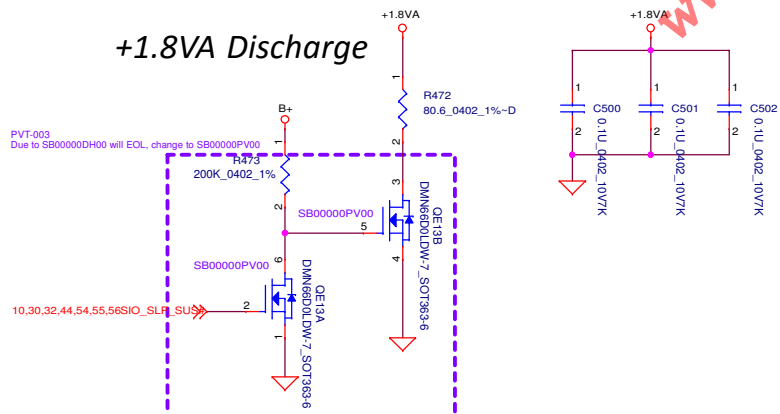 +1.8VA Discharge
+1.8VA
1
R472
80.6_0402_1%~D
2
B+
1
PVT-003
Due to SB00000DH00 will EOL, change to SB00000PV00
R473
200K_0402_1%
2
3
SB00000PV00
5
QE13B
DMN66D0LDW-7_SOT363-6
4
SB00000PV00
6
10,30,32,44,54,55,56
2
QE13A
DMN66D0LDW-7_SOT363-6
1
+1.8VA
1
C500
2
0.1U_0402_10V7K
1
C501
2
0.1U_0402_10V7K
1
C502
2
0.1U_0402_10V7K